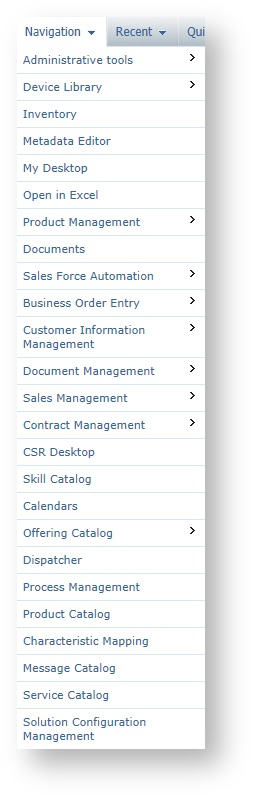 Navigation Recent Qui
Administrative tools
Device Library
Inventory
Metadata Editor
My Desktop
Open in Excel
Product Management
Documents
Sales Force Automation
Business Order Entry
Customer Information
Management
Document Management
Sales Management
Contract Management
CSR Desktop
Skill Catalog
Calendars
Offering Catalog
Dispatcher
Process Management
Product Catalog
Characteristic Mapping
Message Catalog
Service Catalog
Solution Configuration
Management